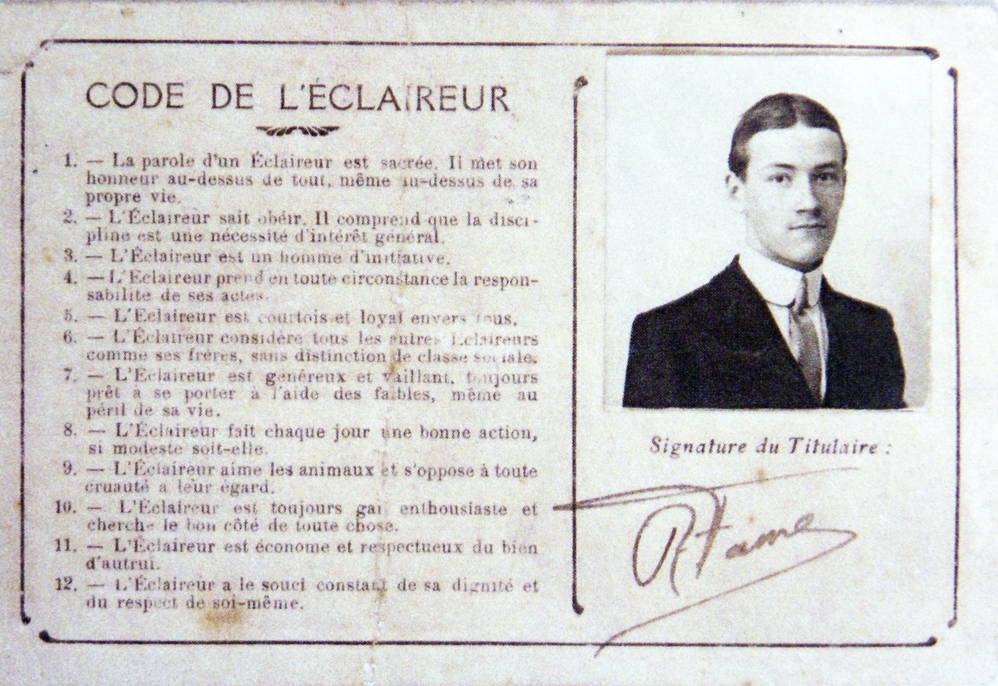 CODE DE L'ÉCLAIREUR
1. — La parole d'un Éclaireur est sacrée. Il met son
honneur au-dessus de tout, même au-dessus de sa
propre vie.
2. — L'Éclaireur sait obéir. Il comprend que la disci-
pline est une nécessité d'intérêt général.
3. — L'Éclaireur est un homme d'initiative.
4. — L'Éclaireur prend en toute circonstance la respon-
sabilité de ses actes.
5. — L'Éclaireur est courtois et loyal envers tous.
6. — L'Éclaireur considère tous les autres Éclaireurs
comme ses frères, sans distinction de classe sociale.
7. — L'Éclaireur est généreux et vaillant, toujours
prêt à se porter à l'aide des faibles, même au
péril de sa vie.
8. — L'Éclaireur fait chaque jour une bonne action,
si modeste soit-elle.
9. — L'Éclaireur aime les animaux et s'oppose à toute
cruauté à leur égard.
10. — L'Éclaireur est toujours gai enthousiaste et
cherche le bon côté de toute chose.
11. — L'Éclaireur est économe et respectueux du bien
d'autrui.
12. — L'Éclaireur a le souci constant de sa dignité et
du respect de soi-même.
Signature du Titulaire :